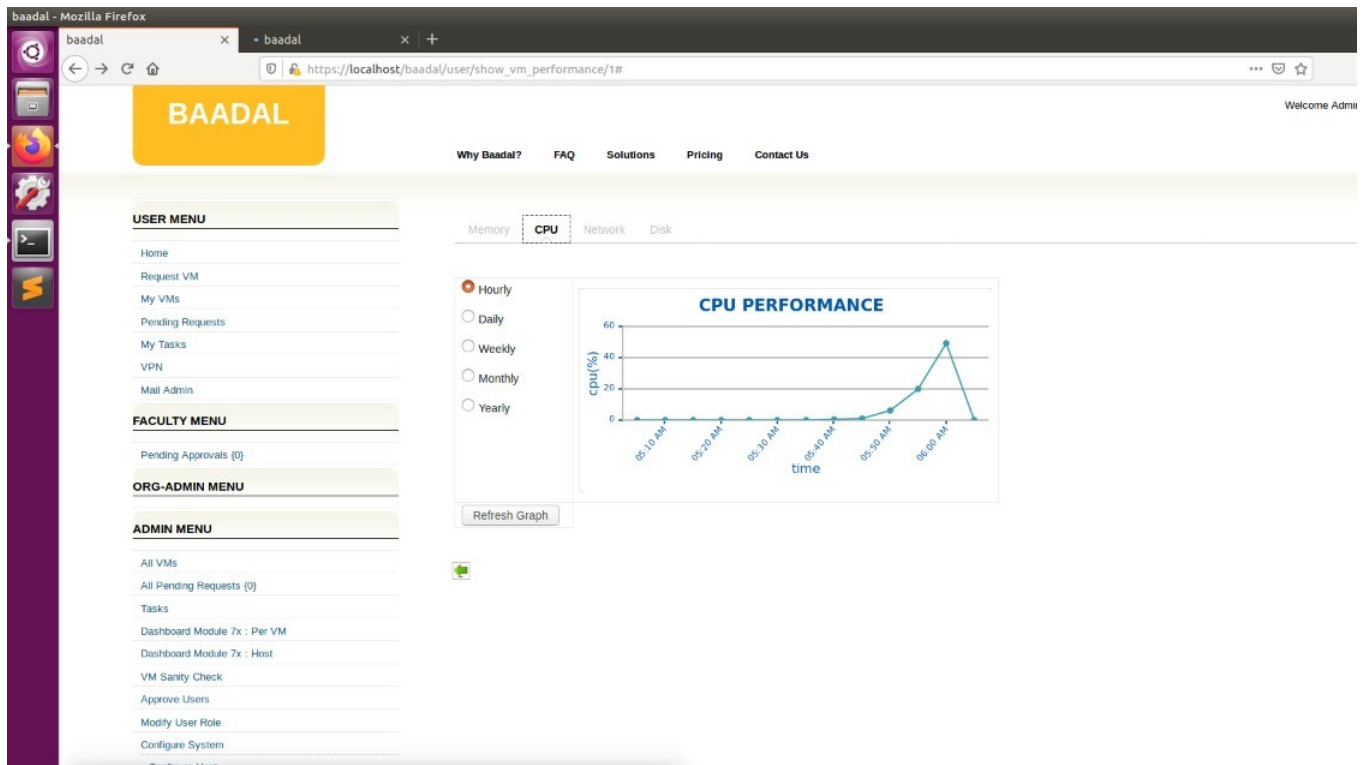 baadal - Mozilla Firefox
baadal
baadal
https://localhost/baadal/user/show_vm_performance/1#
BAADAL
Welcome Admi
Why Baadal? FAQ Solutions Pricing Contact Us
USER MENU
Home
Request VM
My VMs
Pending Requests
My Tasks
VPN
Mail Admin
FACULTY MENU
Pending Approvals {0}
ORG-ADMIN MENU
ADMIN MENU
All VMs
All Pending Requests {0}
Tasks
Dashboard Module 7x : Per VM
Dashboard Module 7x : Host
VM Sanity Check
Approve Users
Modify User Role
Configure System
Memory CPU Network Disk
Hourly
Daily
Weekly
Monthly
Yearly
Refresh Graph
CPU PERFORMANCE
cpu(%)
60
40
20
0
05:10 AM 05:20 AM 05:30 AM 05:40 AM 05:50 AM 06:00 AM
time